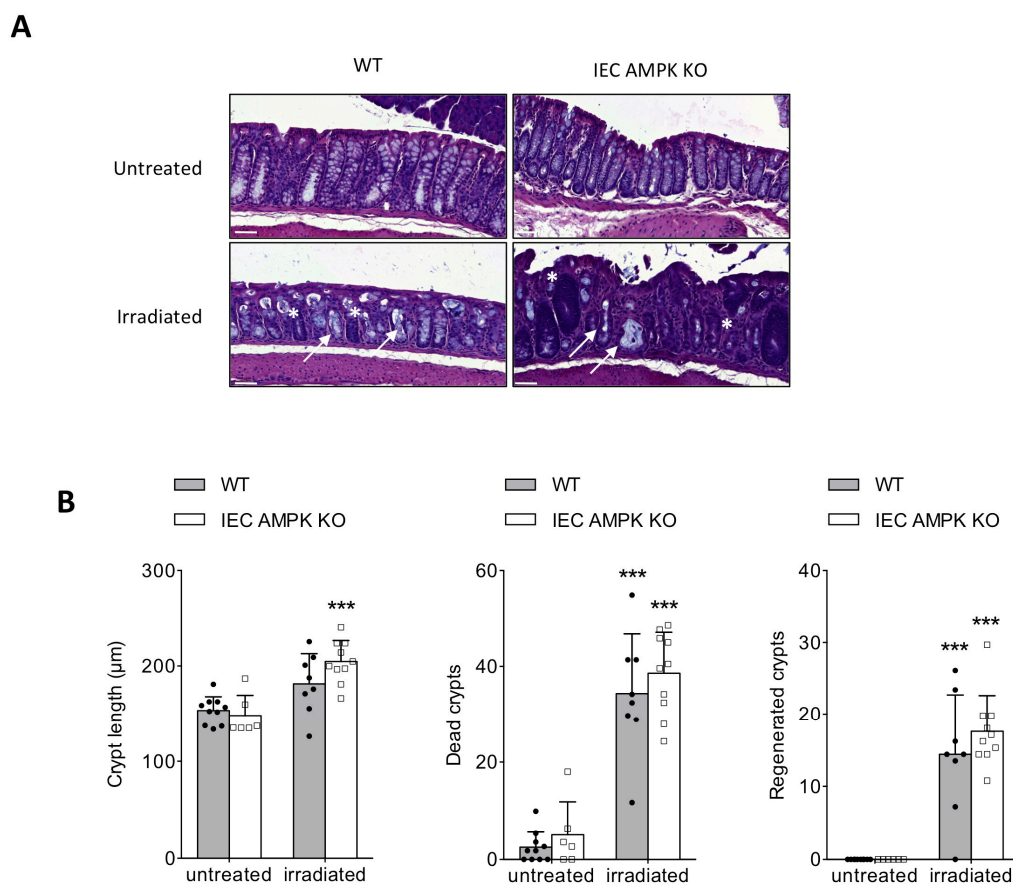 A
WT
IEC AMPK KO
Untreated
Irradiated
*
*
*
*
B
WT
IEC AMPK KO
WT
IEC AMPK KO
WT
IEC AMPK KO
Crypt length (μm)
300
200
100
0
***
untreated
irradiated
Dead crypts
60
40
20
0
***
***
untreated
irradiated
Regenerated crypts
40
30
20
10
0
***
***
untreated
irradiated